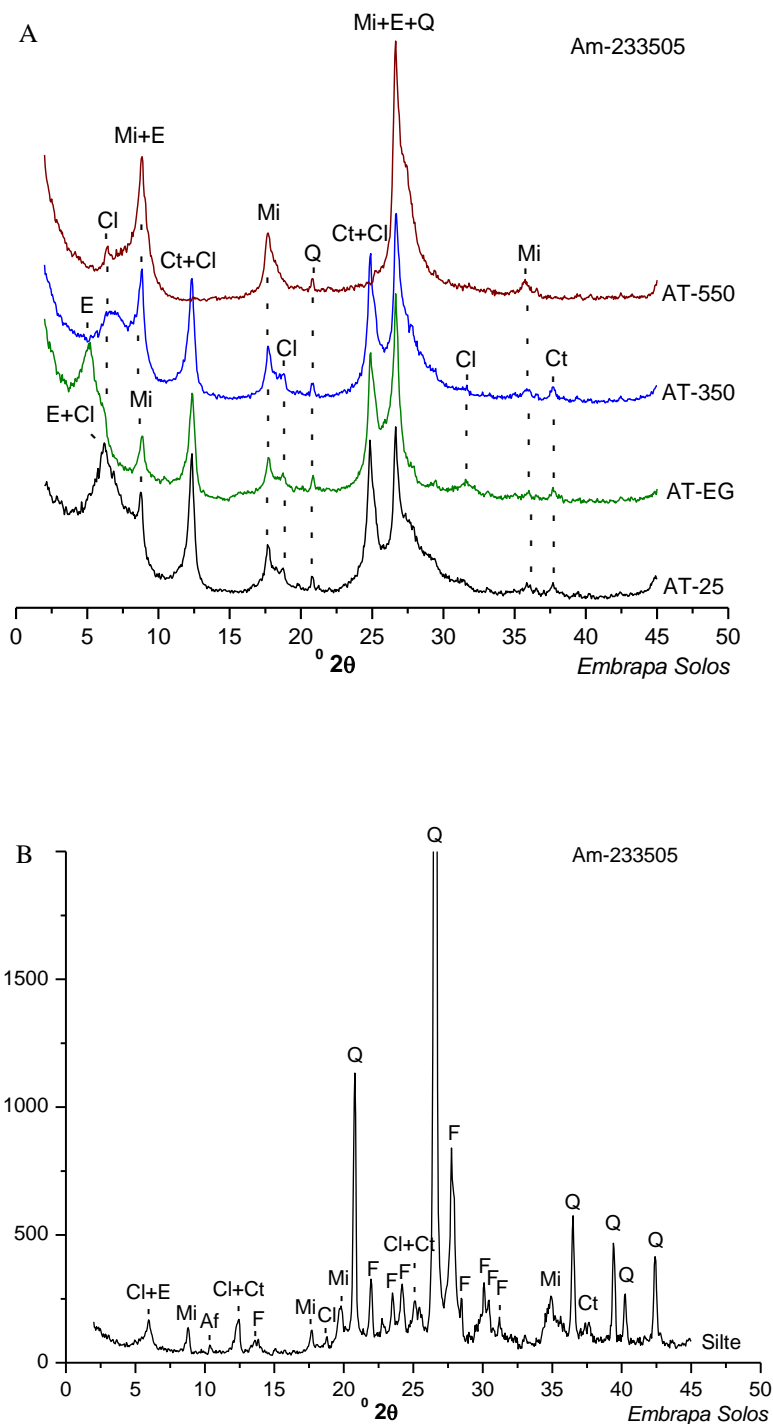 A
Mi+E+Q
Am-233505
Mi+E
Cl
Mi
Ct+Cl
Ct+Cl
Q
Mi
E
AT-550
Cl
Cl
Ct
AT-350
E+Cl
Mi
AT-EG
AT-25
0 5 10 15 20 25 30 35 40 45 50
0 2θ
Embrapa Solos
B
Q
Am-233505
1500
Q
1000
F
Q
500
Q
Q
Cl+Ct
F
F
F
Q
F
F
F
Cl+E
Mi
Af
Cl+Ct
F
Mi
Cl
Mi
F
Mi
Ct
Silte
0
0 5 10 15 20 25 30 35 40 45 50
0 2θ
Embrapa Solos